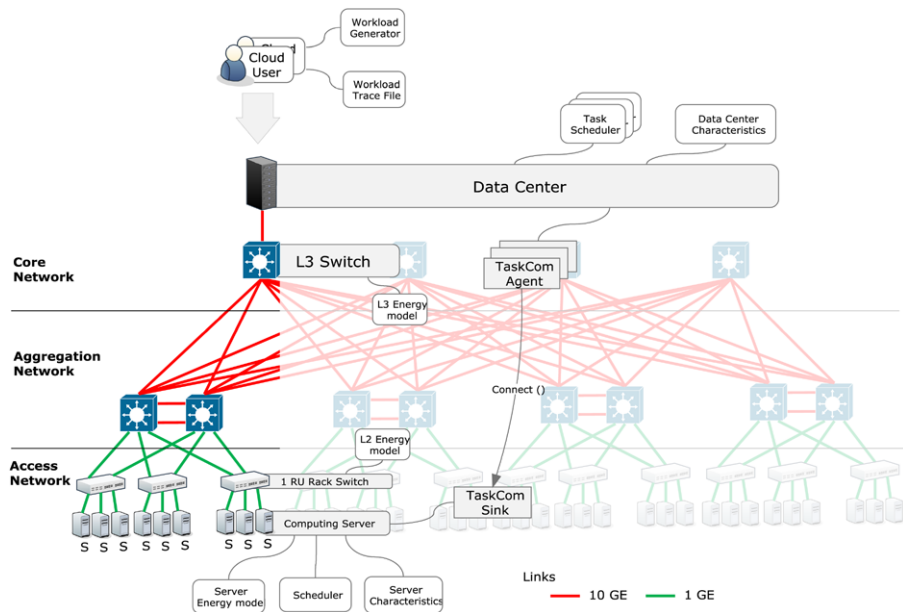 Workload
Generator
Cloud
Cloud
User
Workload
Trace File
Task
Scheduler
Data Center
Characteristics
Data Center
Core
Network
L3 Switch
TaskCom
Agent
L3 Energy
model
Aggregation
Network
Connect ()
L2 Energy
model
Access
Network
1 RU Rack Switch
TaskCom
Sink
Computing Server
S S S S S S S S S
Server
Energy mode
Scheduler
Server
Characteristics
Links
10 GE
1 GE